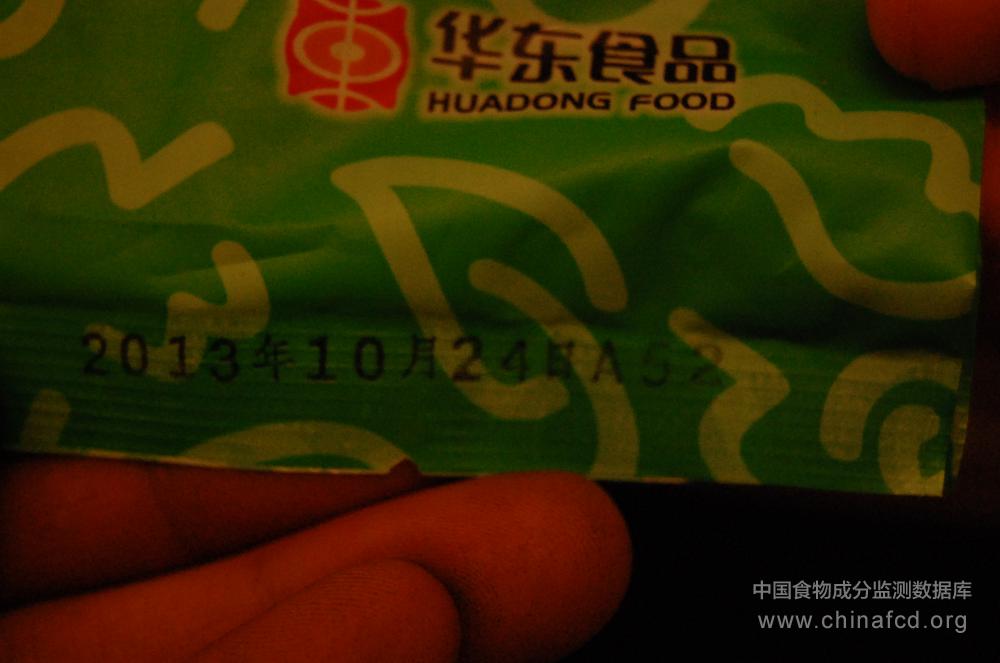 华东食品
HUADONG FOOD
2013年10月24日A52
中国食物成分监测数据库
www.chinafcd.org